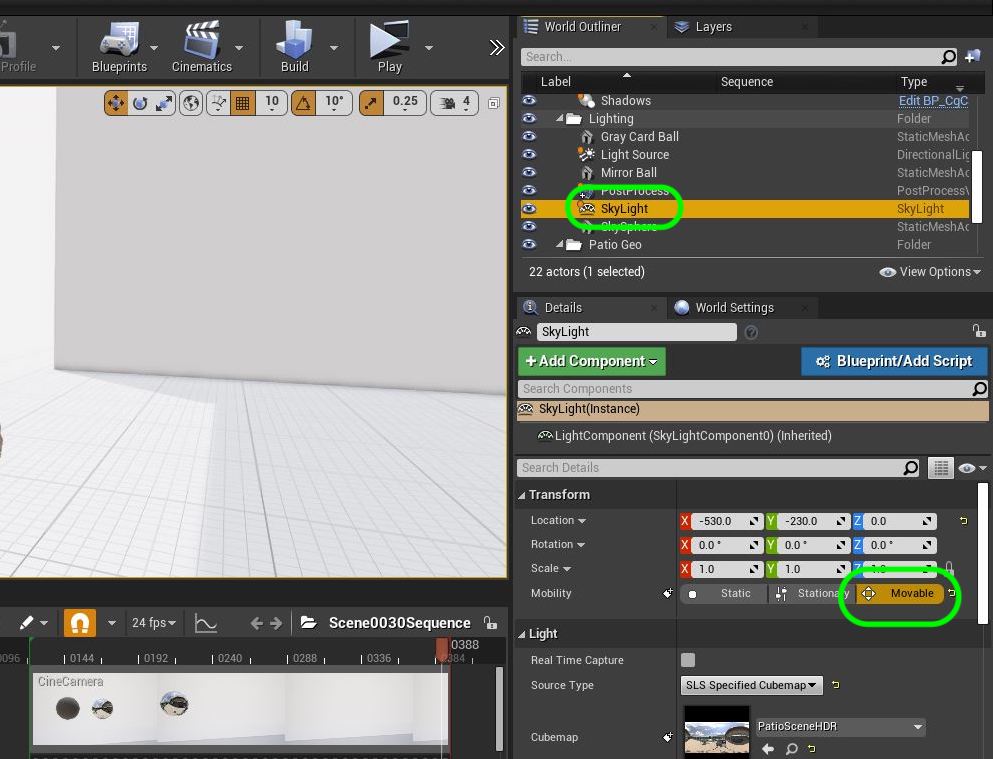 Profile
Blueprints
Cinematics
Build
Play
10
10°
0.25
4
World Outliner
Layers
Search...
Label
Sequence
Type
Shadows
Edit BP_CgC
Lighting
Folder
Gray Card Ball
StaticMeshAc
Light Source
DirectionalLig
Mirror Ball
StaticMeshAc
PostProcess
PostProcessV
SkyLight
SkyLight
SkySphere
StaticMeshAc
Patio Geo
Folder
22 actors (1 selected)
View Options
Details
World Settings
SkyLight
+ Add Component
Blueprint/Add Script
Search Components
SkyLight(Instance)
LightComponent (SkyLightComponent0) (Inherited)
Search Details
Transform
Location
X -530.0
Y -230.0
Z 0.0
Rotation
X 0.0 °
Y 0.0 °
Z 0.0 °
Scale
X 1.0
Y 1.0
Z 1.0
Mobility
Static
Stationary
Movable
Light
Real Time Capture
Source Type
SLS Specified Cubemap
Cubemap
PatioSceneHDR
24 fps
Scene0030Sequence
0388
0096
0144
0192
0240
0288
0336
0384
CineCamera